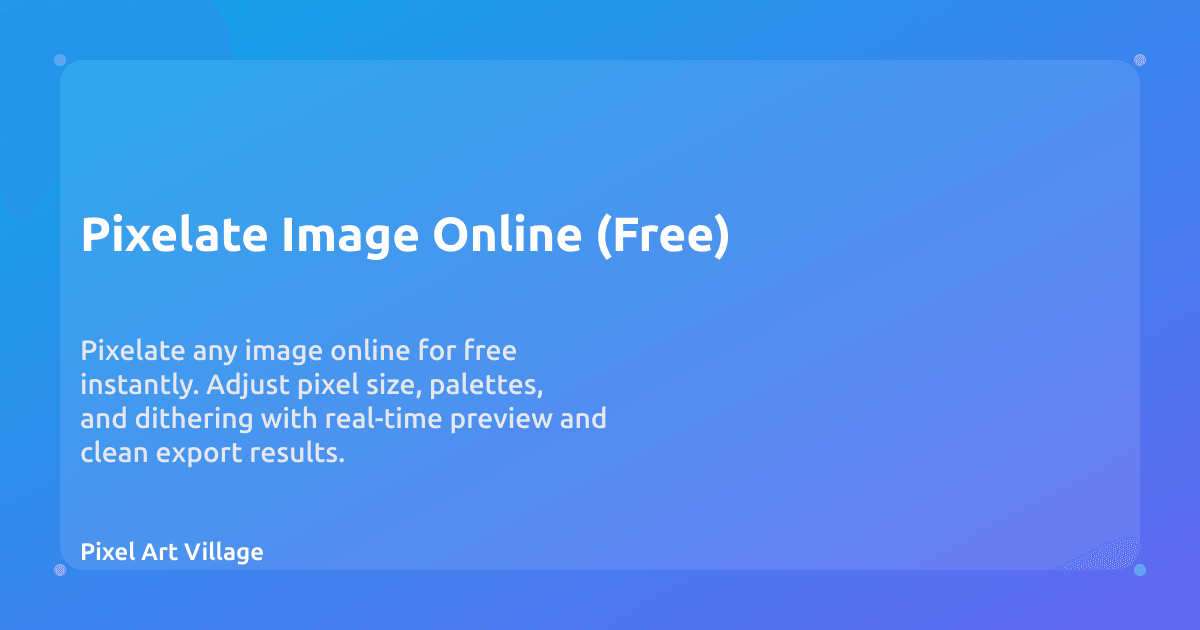 Pixelate Image Online (Free)
Pixelate any image online for free
instantly. Adjust pixel size, palettes,
and dithering with real-time preview and
clean export results.
Pixel Art Village